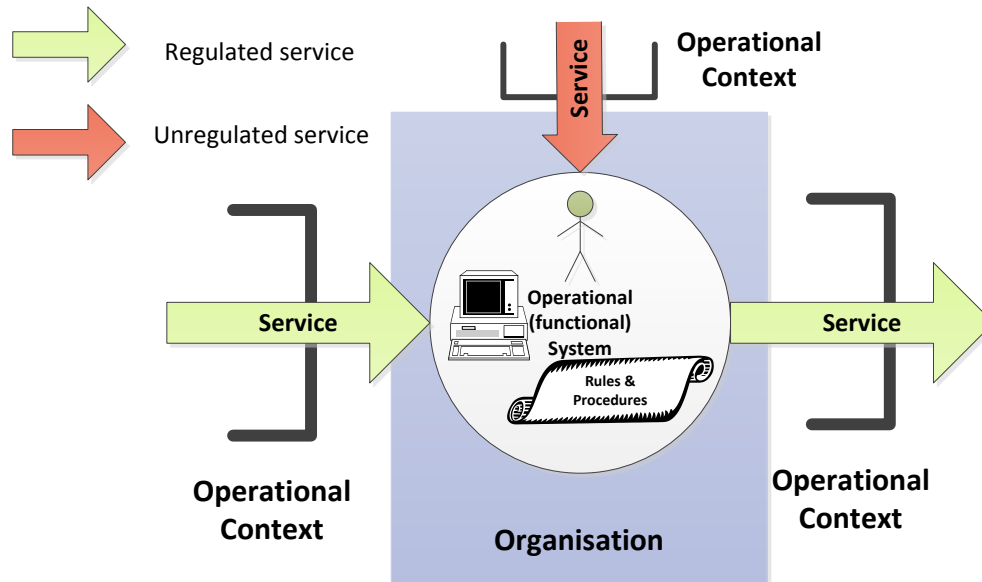 Regulated service
Unregulated service
Service
Operational
Context
Service
Operational
(functional)
System
Rules &
Procedures
Service
Operational
Context
Operational
Context
Organisation